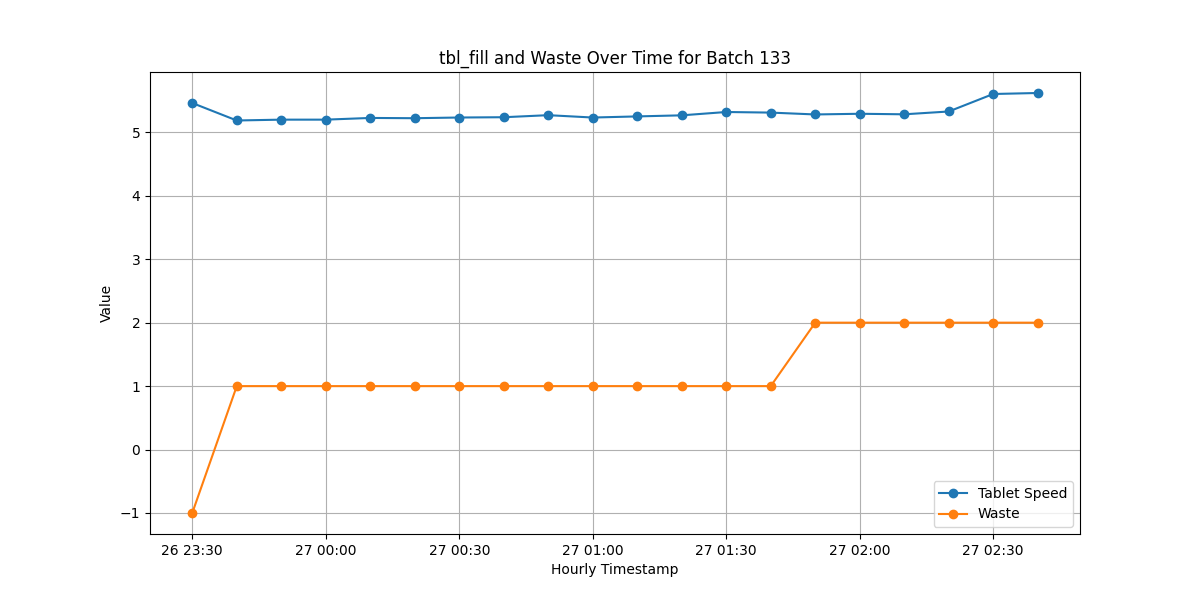 tbl_fill and Waste Over Time for Batch 133
Value
5
4
3
2
1
0
−1
26 23:30
27 00:00
27 00:30
27 01:00
27 01:30
27 02:00
27 02:30
Hourly Timestamp
Tablet Speed
Waste